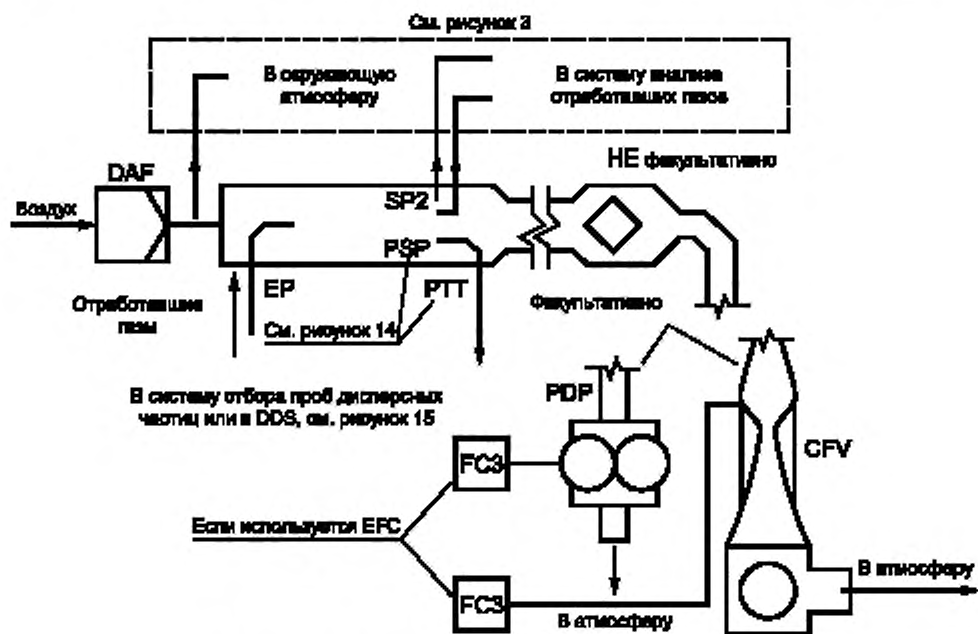 См. рисунок 3
В окружающую
атмосферу
В систему анализа
отработавших газов
DAF
НЕ факультативно
Воздух
SP2
PSP
EP
PTT
Отработавшие
газы
Факультативно
См. рисунок 14
В систему отбора проб дисперсных
частиц или в DDS, см. рисунок 15
PDP
CFV
FC3
Если используется EFC
В атмосферу
FC3
В атмосферу